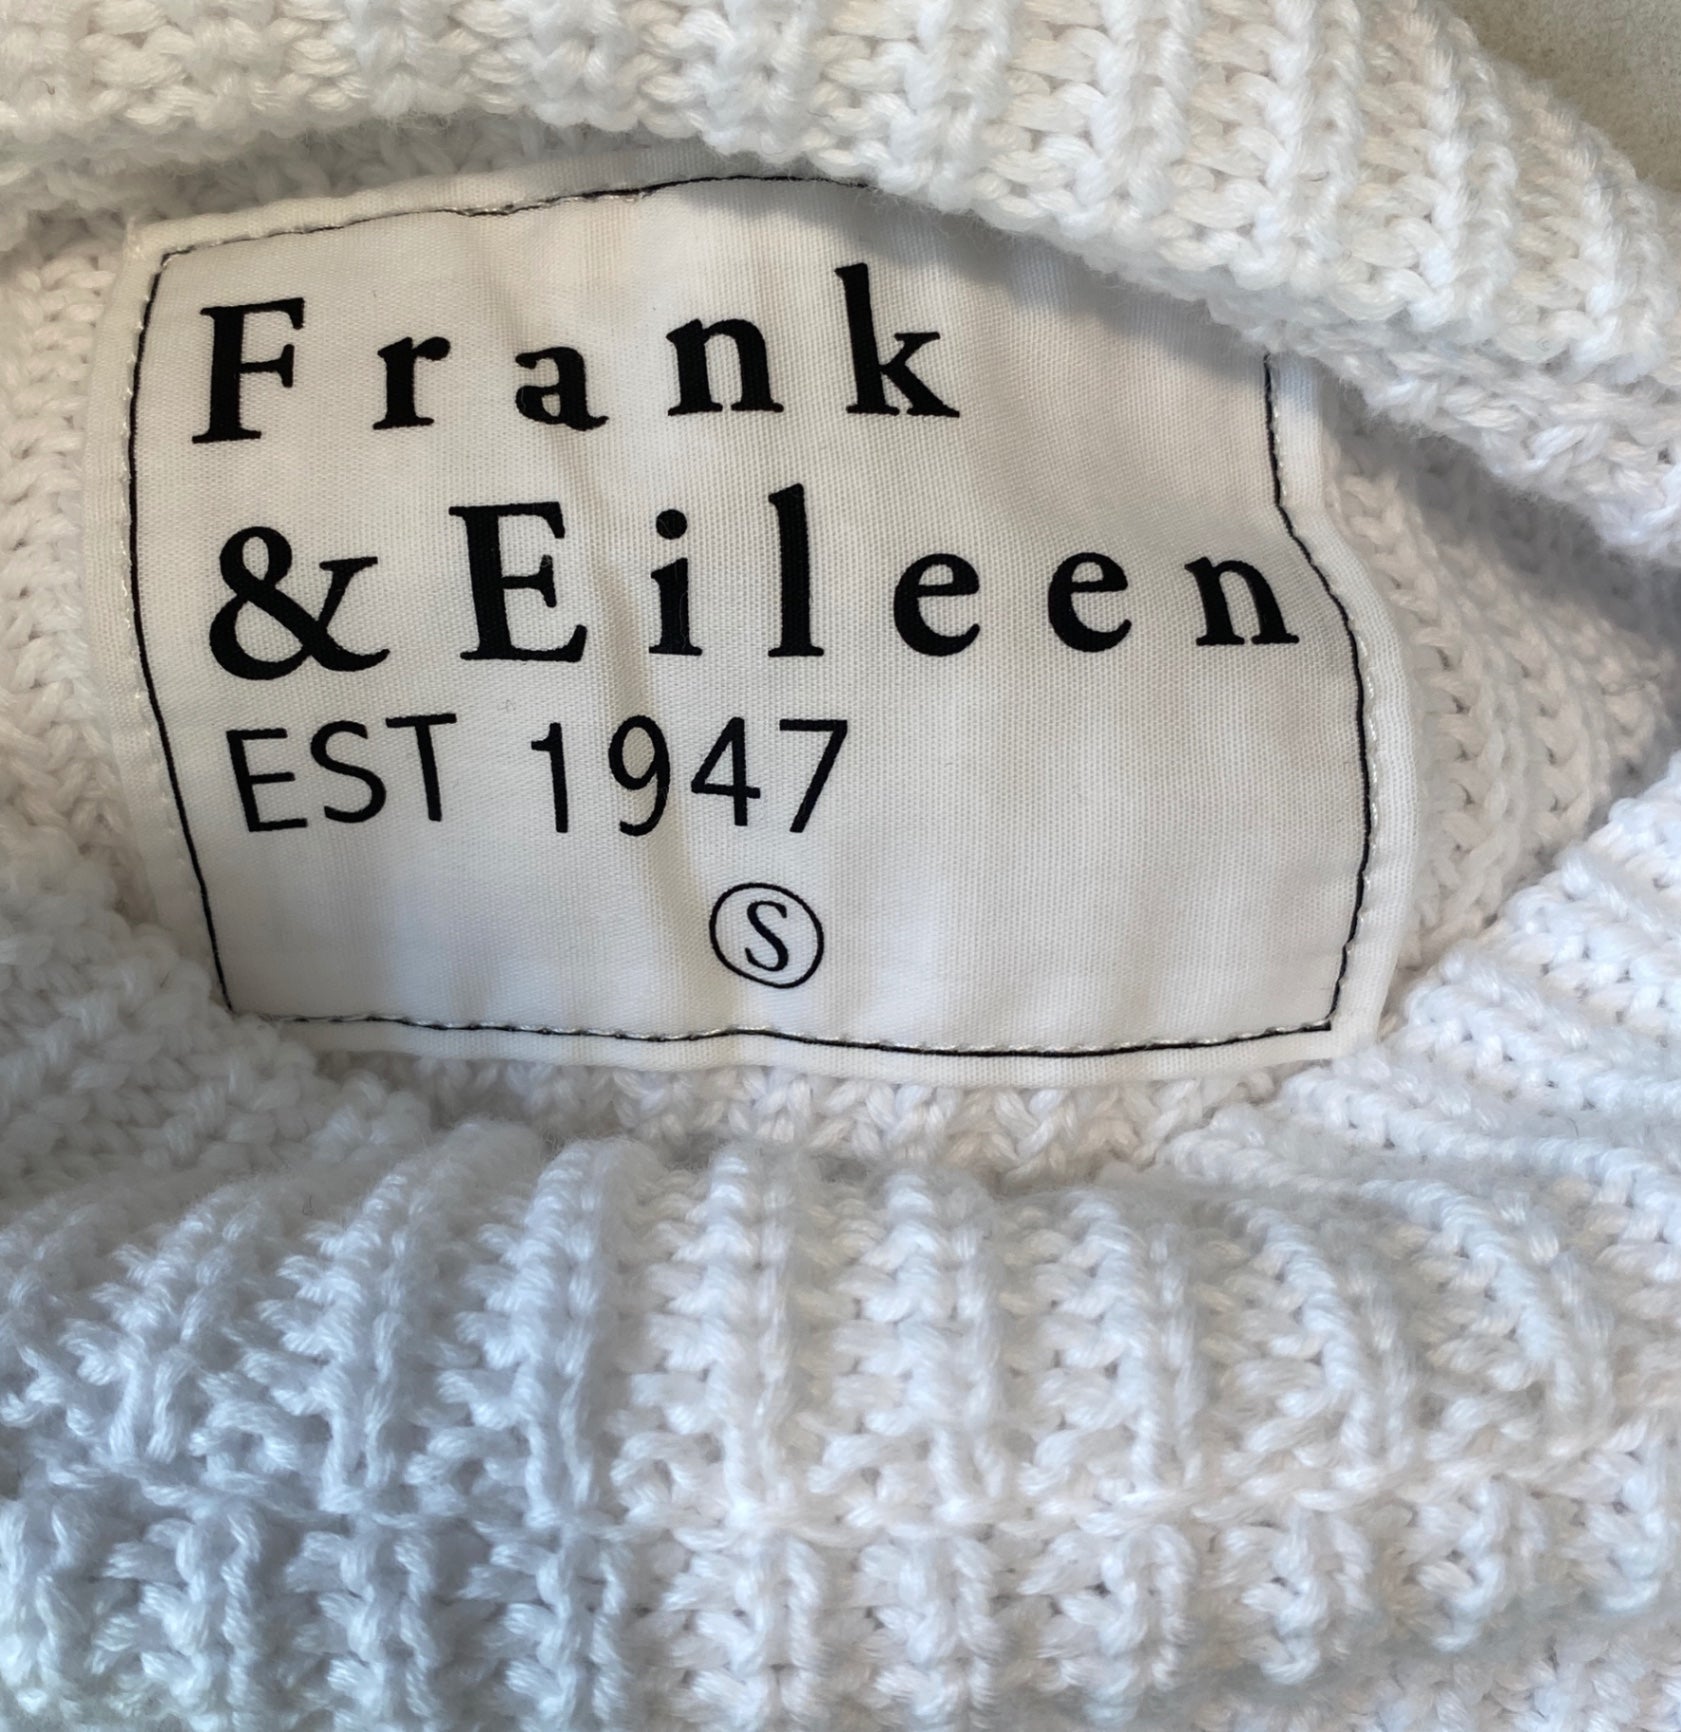 Frank
& Eileen
EST 1947
S